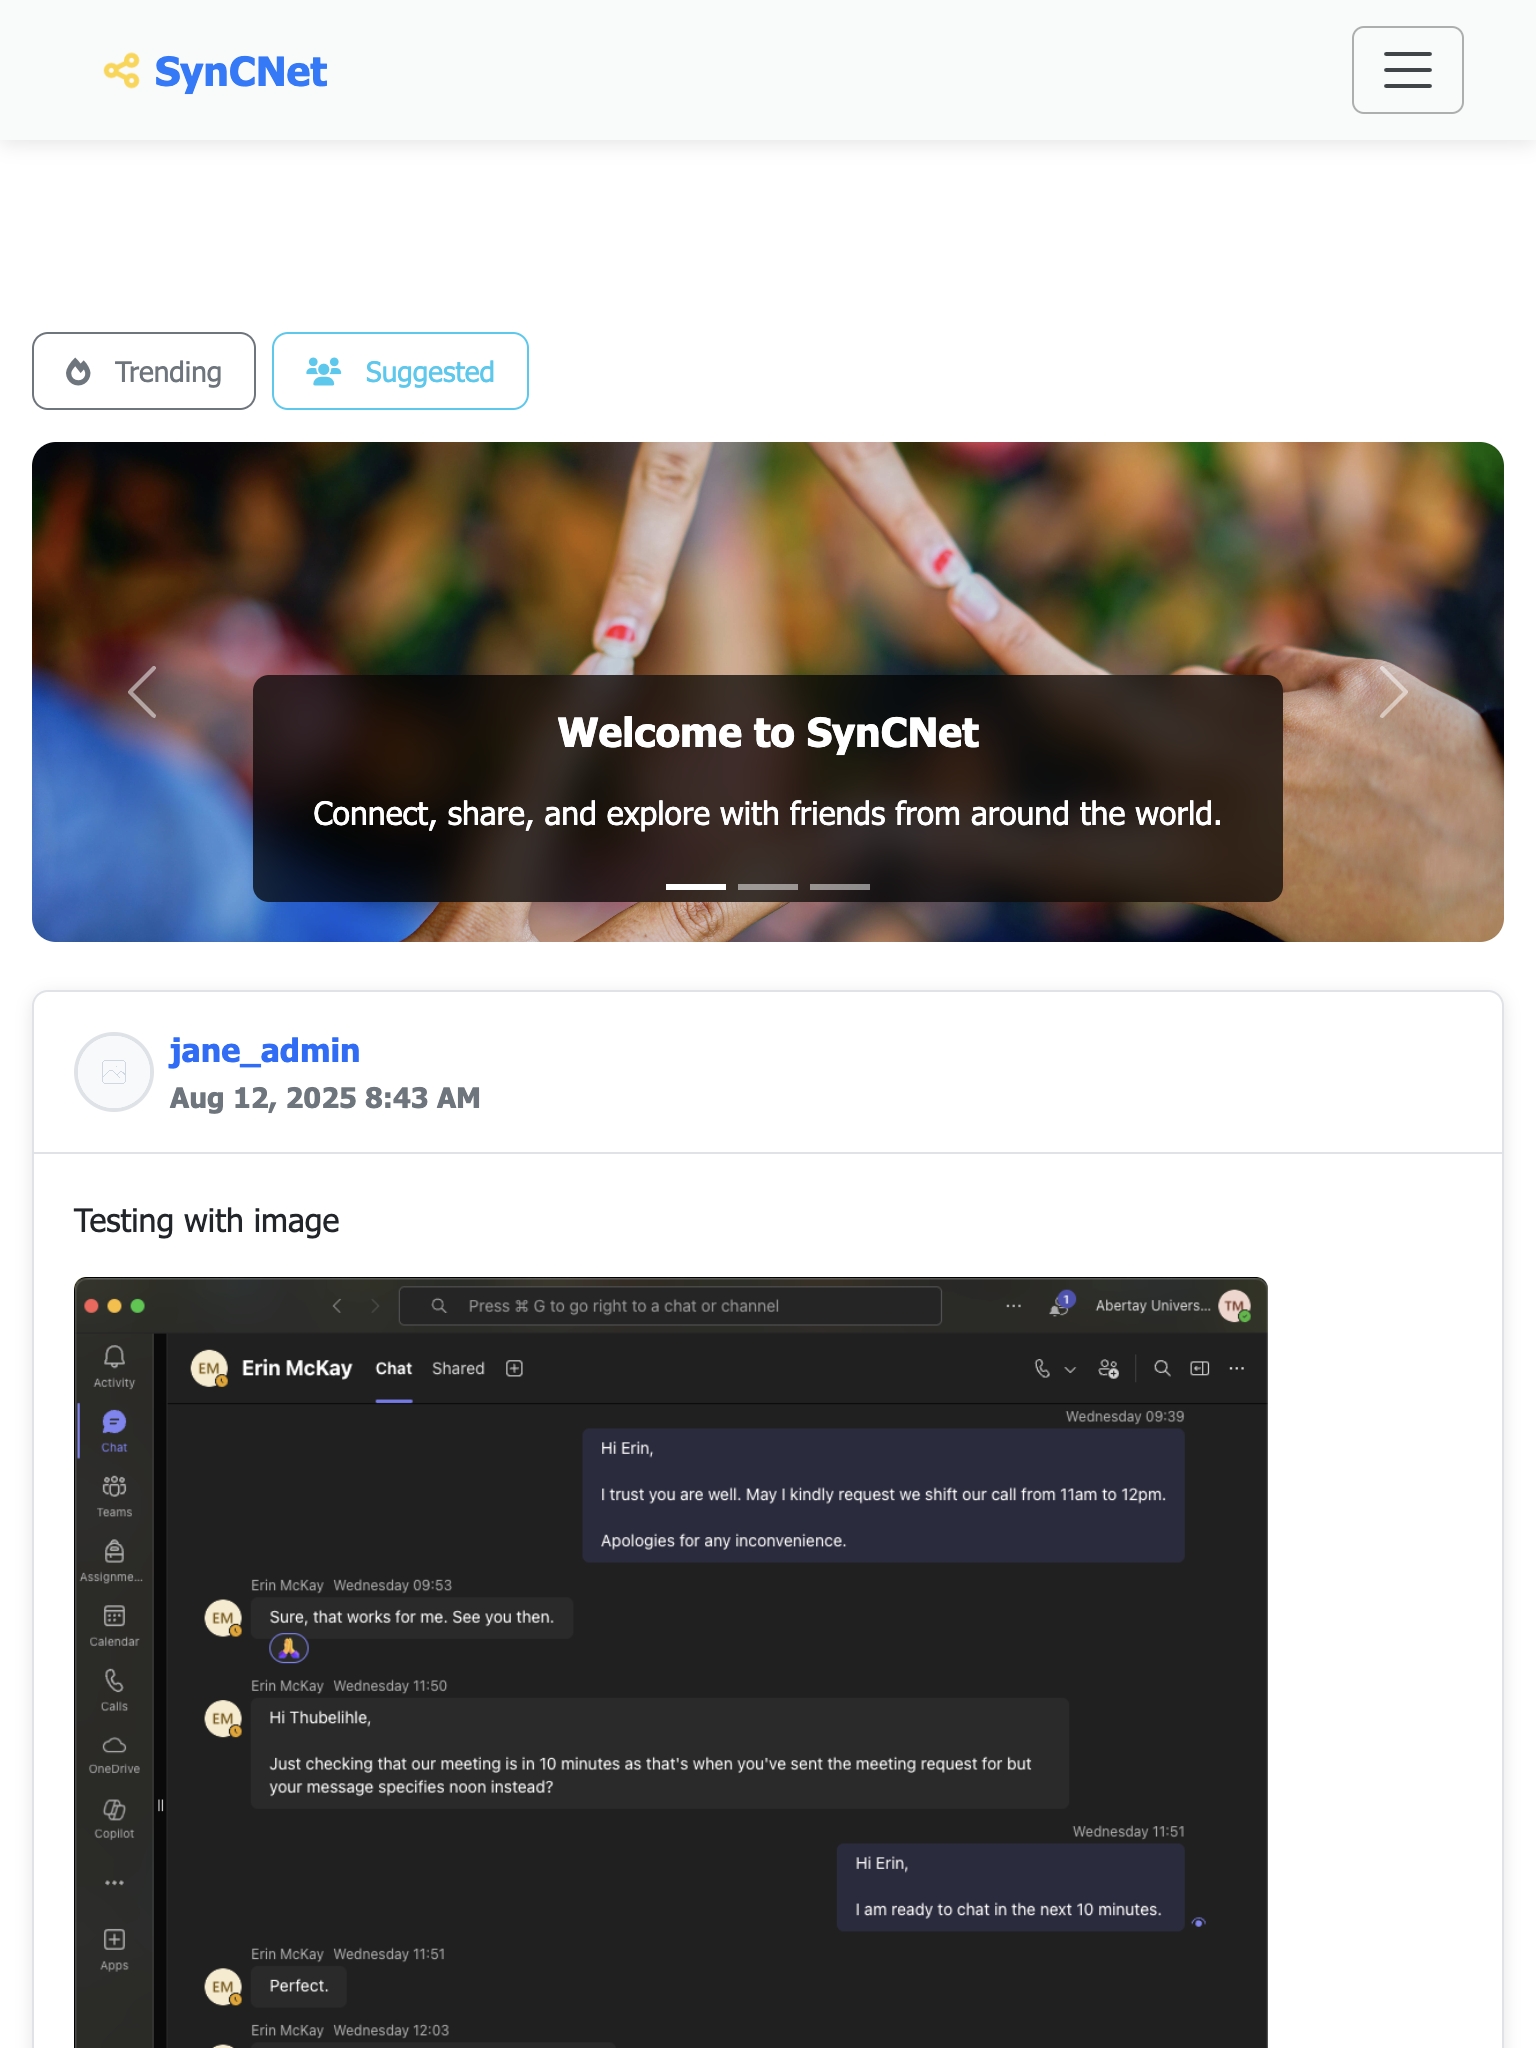 SynCNet
Trending
Suggested
Welcome to SynCNet
Connect, share, and explore with friends from around the world.
jane_admin
Aug 12, 2025 8:43 AM
Testing with image
Press ⌘ G to go right to a chat or channel
1
Abertay Univers...
TM
Activity
Chat
Teams
Assignme...
Calendar
Calls
OneDrive
Copilot
Apps
EM
Erin McKay
Chat
Shared
Wednesday 09:39
Hi Erin,
I trust you are well. May I kindly request we shift our call from 11am to 12pm.
Apologies for any inconvenience.
Erin McKay Wednesday 09:53
EM
Sure, that works for me. See you then.
Erin McKay Wednesday 11:50
EM
Hi Thubelihle,
Just checking that our meeting is in 10 minutes as that's when you've sent the meeting request for but
your message specifies noon instead?
Wednesday 11:51
Hi Erin,
I am ready to chat in the next 10 minutes.
Erin McKay Wednesday 11:51
EM
Perfect.
Erin McKay Wednesday 12:03